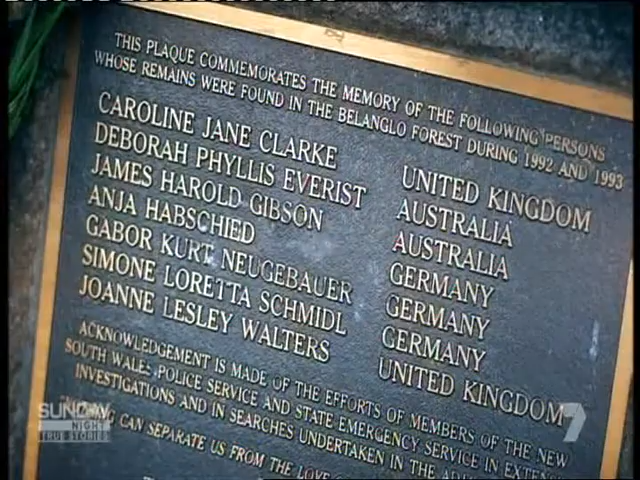 THIS PLAQUE COMMEMORATES THE MEMORY OF THE FOLLOWING PERSONS
WHOSE REMAINS WERE FOUND IN THE BELANGLO FOREST DURING 1992 AND 1993
CAROLINE JANE CLARKE UNITED KINGDOM
DEBORAH PHYLLIS EVERIST AUSTRALIA
JAMES HAROLD GIBSON AUSTRALIA
ANJA HABSCHIED GERMANY
GABOR KURT NEUGEBAUER GERMANY
SIMONE LORETTA SCHMIDL GERMANY
JOANNE LESLEY WALTERS UNITED KINGDOM
ACKNOWLEDGEMENT IS MADE OF THE EFFORTS OF MEMBERS OF THE NEW
SOUTH WALES POLICE SERVICE AND STATE EMERGENCY SERVICE IN
INVESTIGATIONS AND IN SEARCHES UNDERTAKEN IN THE
CAN SEPARATE US FROM THE LOVE
SUNDAY
NIGHT
TRUE STORIES
7